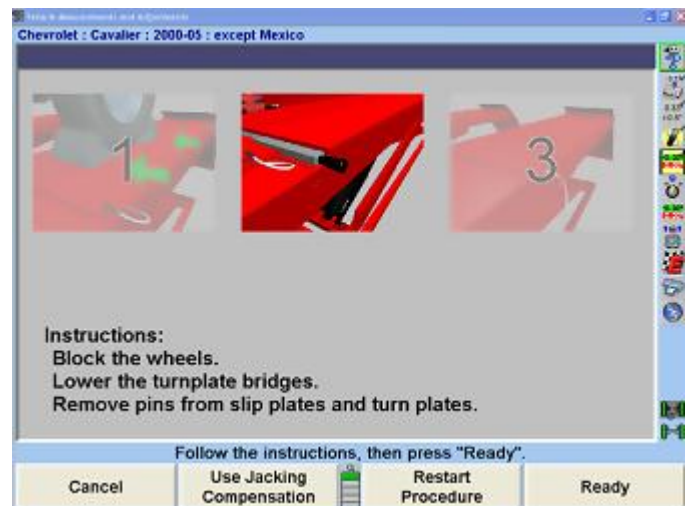 Chevrolet : Cavalier : 2000-05 : except Mexico
1
3
Instructions:
Block the wheels.
Lower the turnplate bridges.
Remove pins from slip plates and turn plates.
Follow the instructions, then press "Ready".
Cancel
Use Jacking
Compensation
Restart
Procedure
Ready